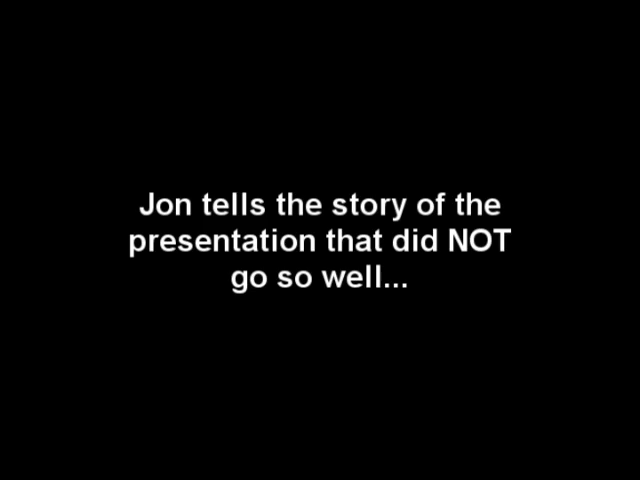 Jon tells the story of the
presentation that did NOT
go so well...